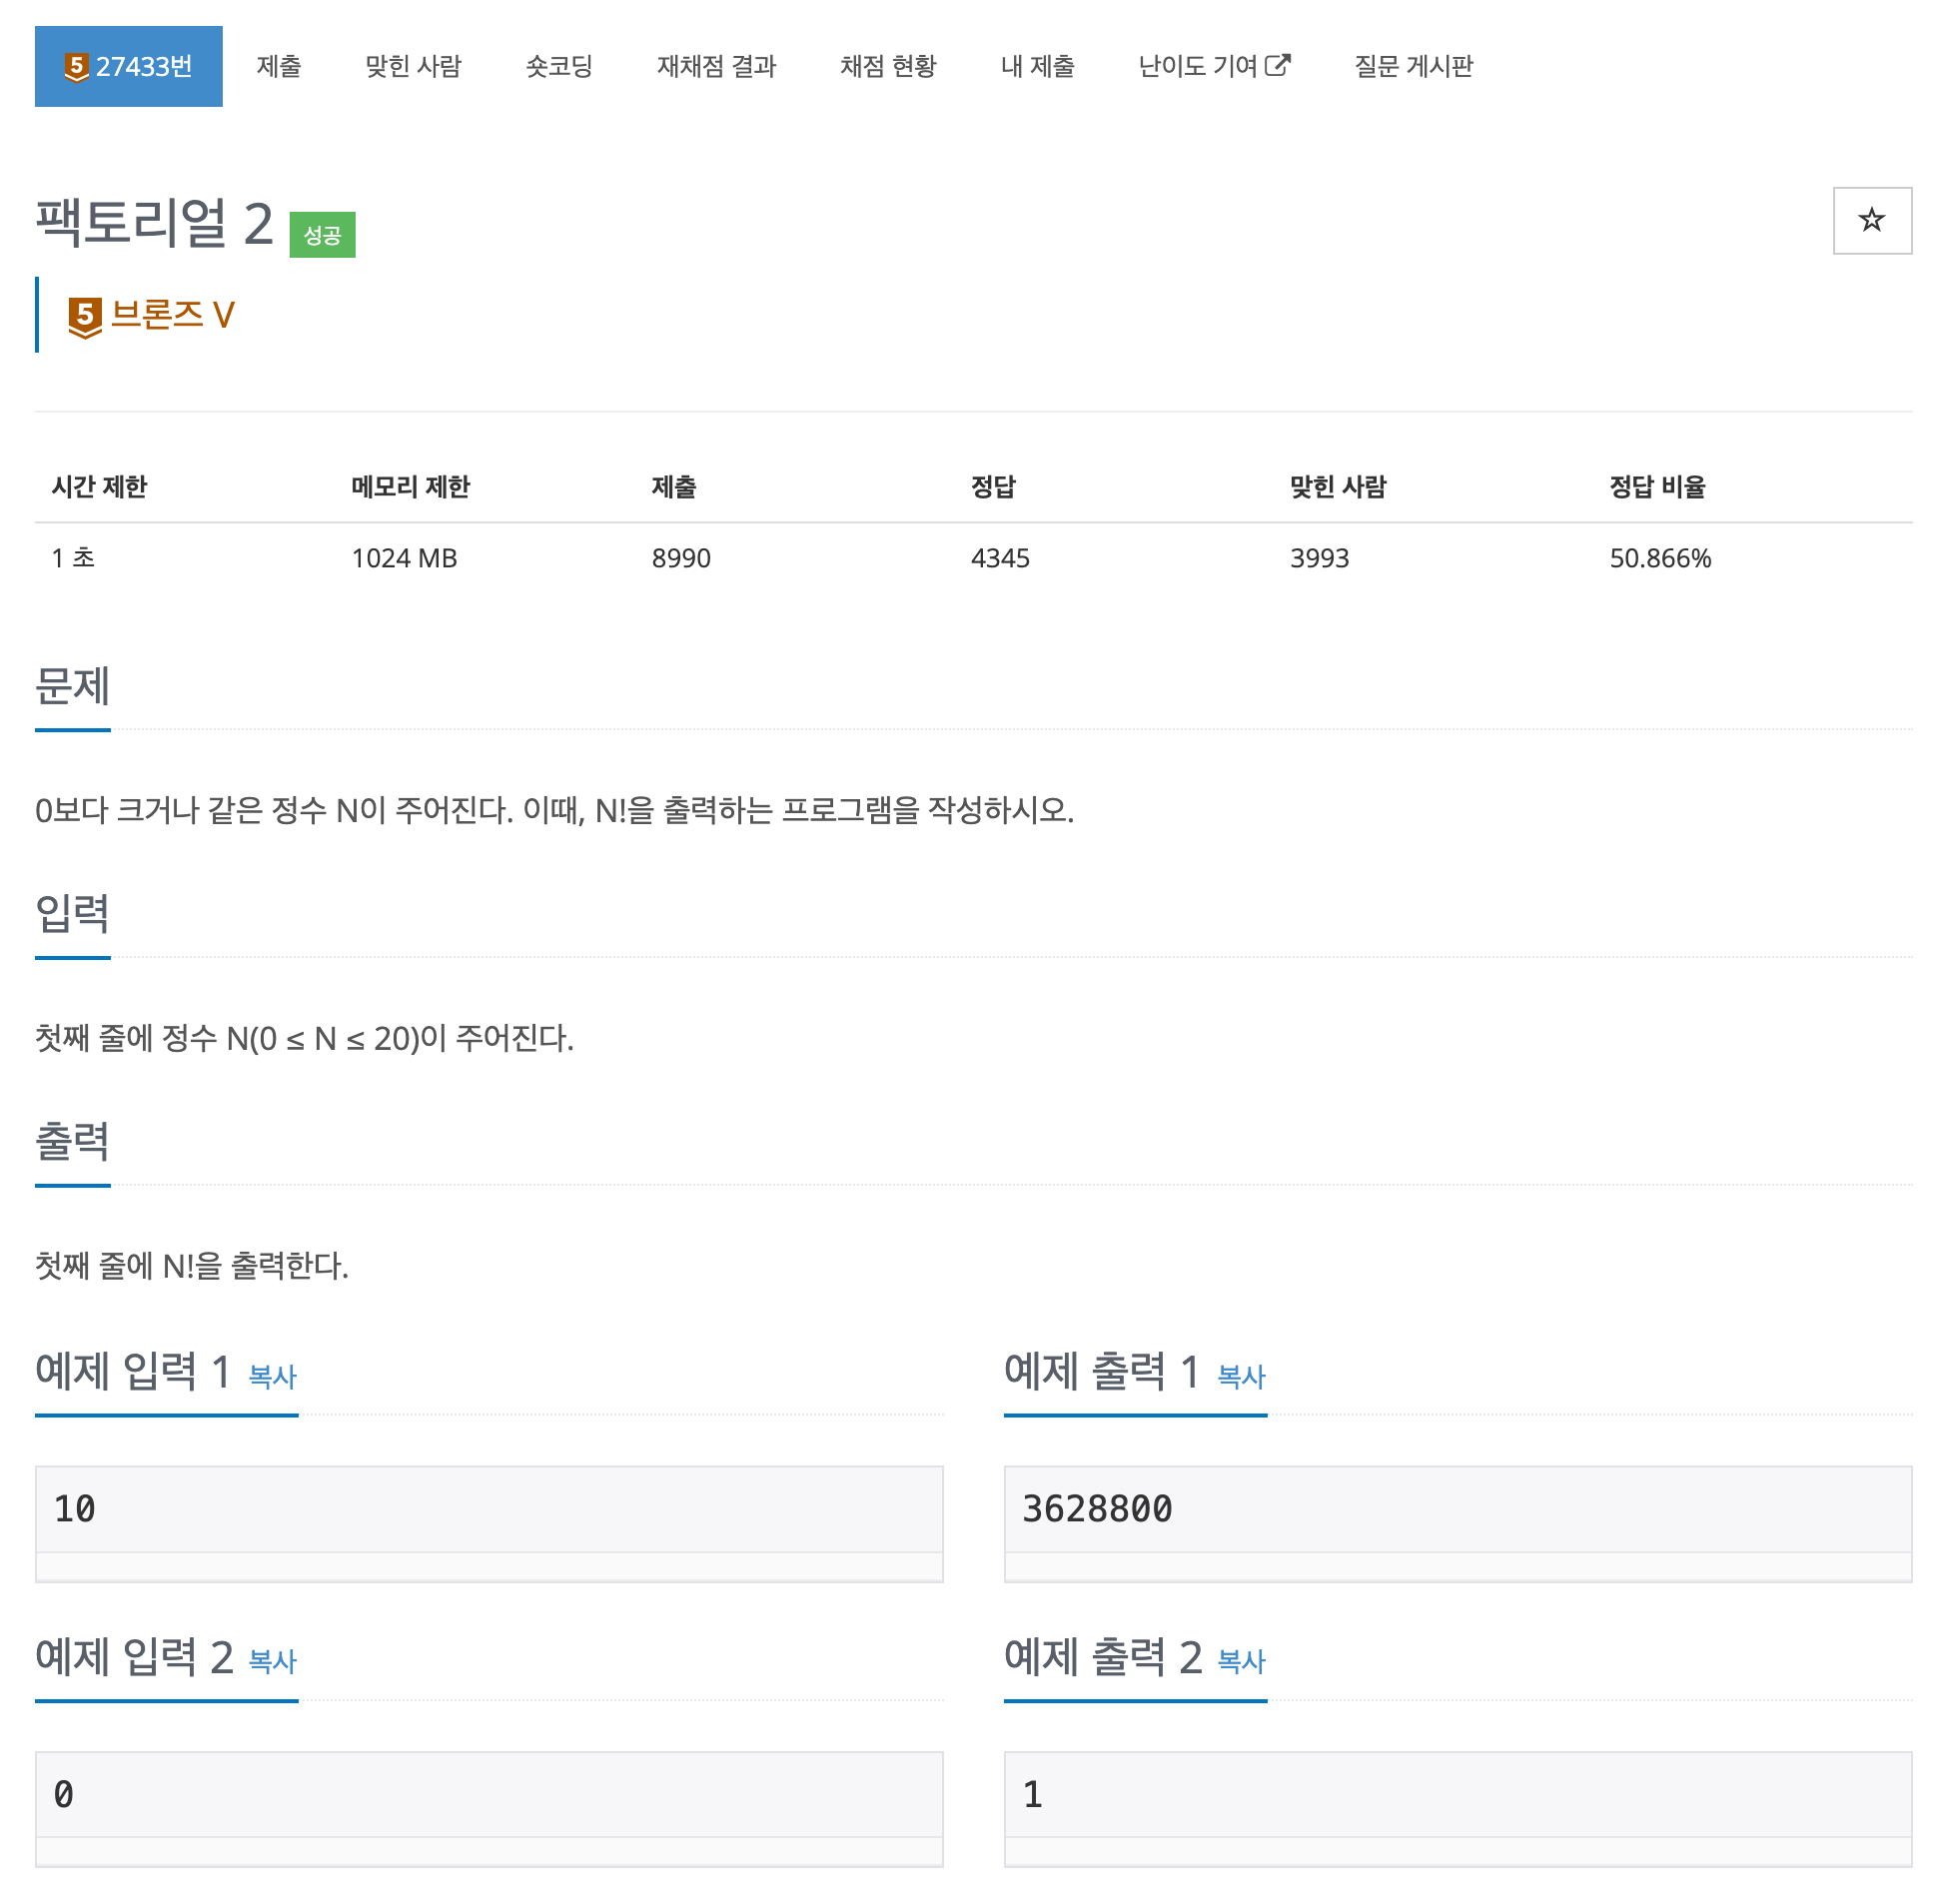 5 27433번 제출 맞힌 사람 숏코딩 재채점 결과 채점 현황 내 제출 난이도 기여 질문 게시판
팩토리얼 2 성공
5 브론즈 V
시간 제한 메모리 제한 제출 정답 맞힌 사람 정답 비율
1 초 1024 MB 8990 4345 3993 50.866%
문제
0보다 크거나 같은 정수 N이 주어진다. 이때, N!을 출력하는 프로그램을 작성하시오.
입력
첫째 줄에 정수 N(0 ≤ N ≤ 20)이 주어진다.
출력
첫째 줄에 N!을 출력한다.
예제 입력 1 복사
10
예제 출력 1 복사
3628800
예제 입력 2 복사
0
예제 출력 2 복사
1